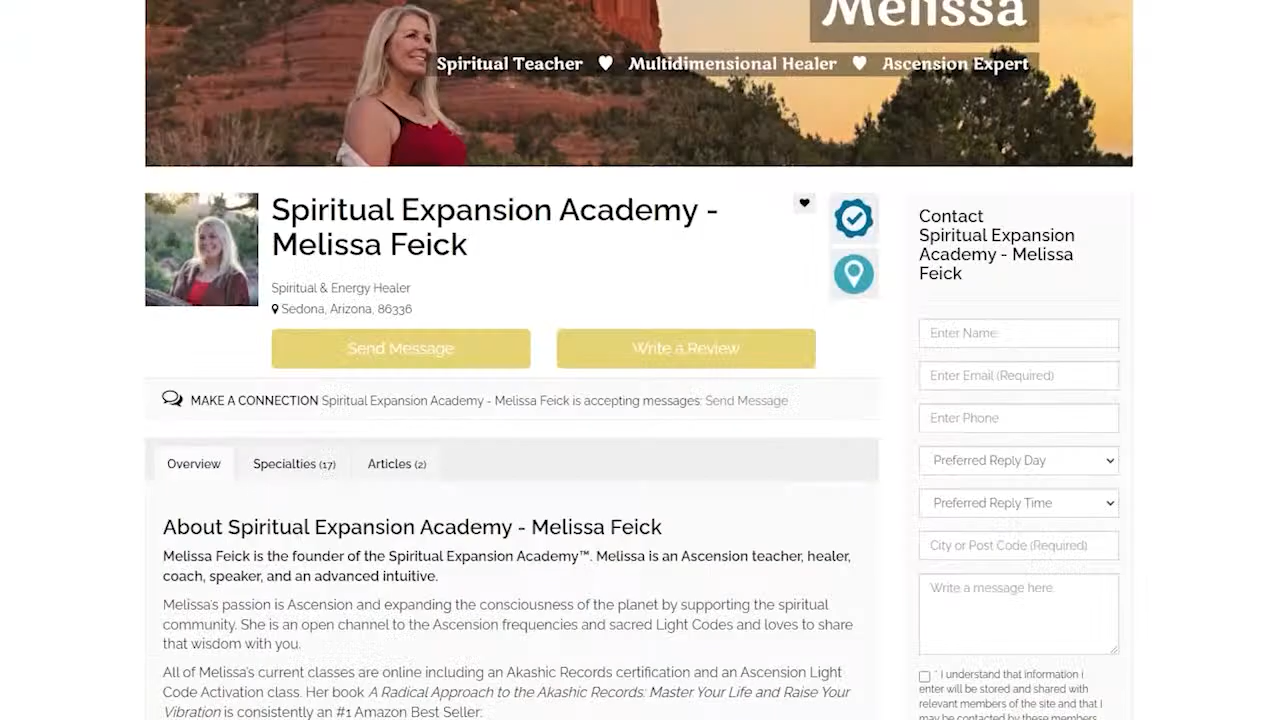 Melissa
Spiritual Teacher ♥ Multidimensional Healer ♥ Ascension Expert
Spiritual Expansion Academy -
Melissa Feick
Spiritual & Energy Healer
Sedona, Arizona, 86336
Send Message
Write a Review
MAKE A CONNECTION Spiritual Expansion Academy - Melissa Feick is accepting messages: Send Message
Overview
Specialties (17)
Articles (2)
About Spiritual Expansion Academy - Melissa Feick
Melissa Feick is the founder of the Spiritual Expansion Academy™. Melissa is an Ascension teacher, healer,
coach, speaker, and an advanced intuitive.
Melissa's passion is Ascension and expanding the consciousness of the planet by supporting the spiritual
community. She is an open channel to the Ascension frequencies and sacred Light Codes and loves to share
that wisdom with you.
All of Melissa's current classes are online including an Akashic Records certification and an Ascension Light
Code Activation class. Her book A Radical Approach to the Akashic Records: Master Your Life and Raise Your
Vibration is consistently an #1 Amazon Best Seller.
Contact
Spiritual Expansion
Academy - Melissa
Feick
Enter Name
Enter Email (Required)
Enter Phone
Preferred Reply Day
Preferred Reply Time
City or Post Code (Required)
Write a message here
* I understand that information I
enter will be stored and shared with
relevant members of the site and that I
may be contacted by these members